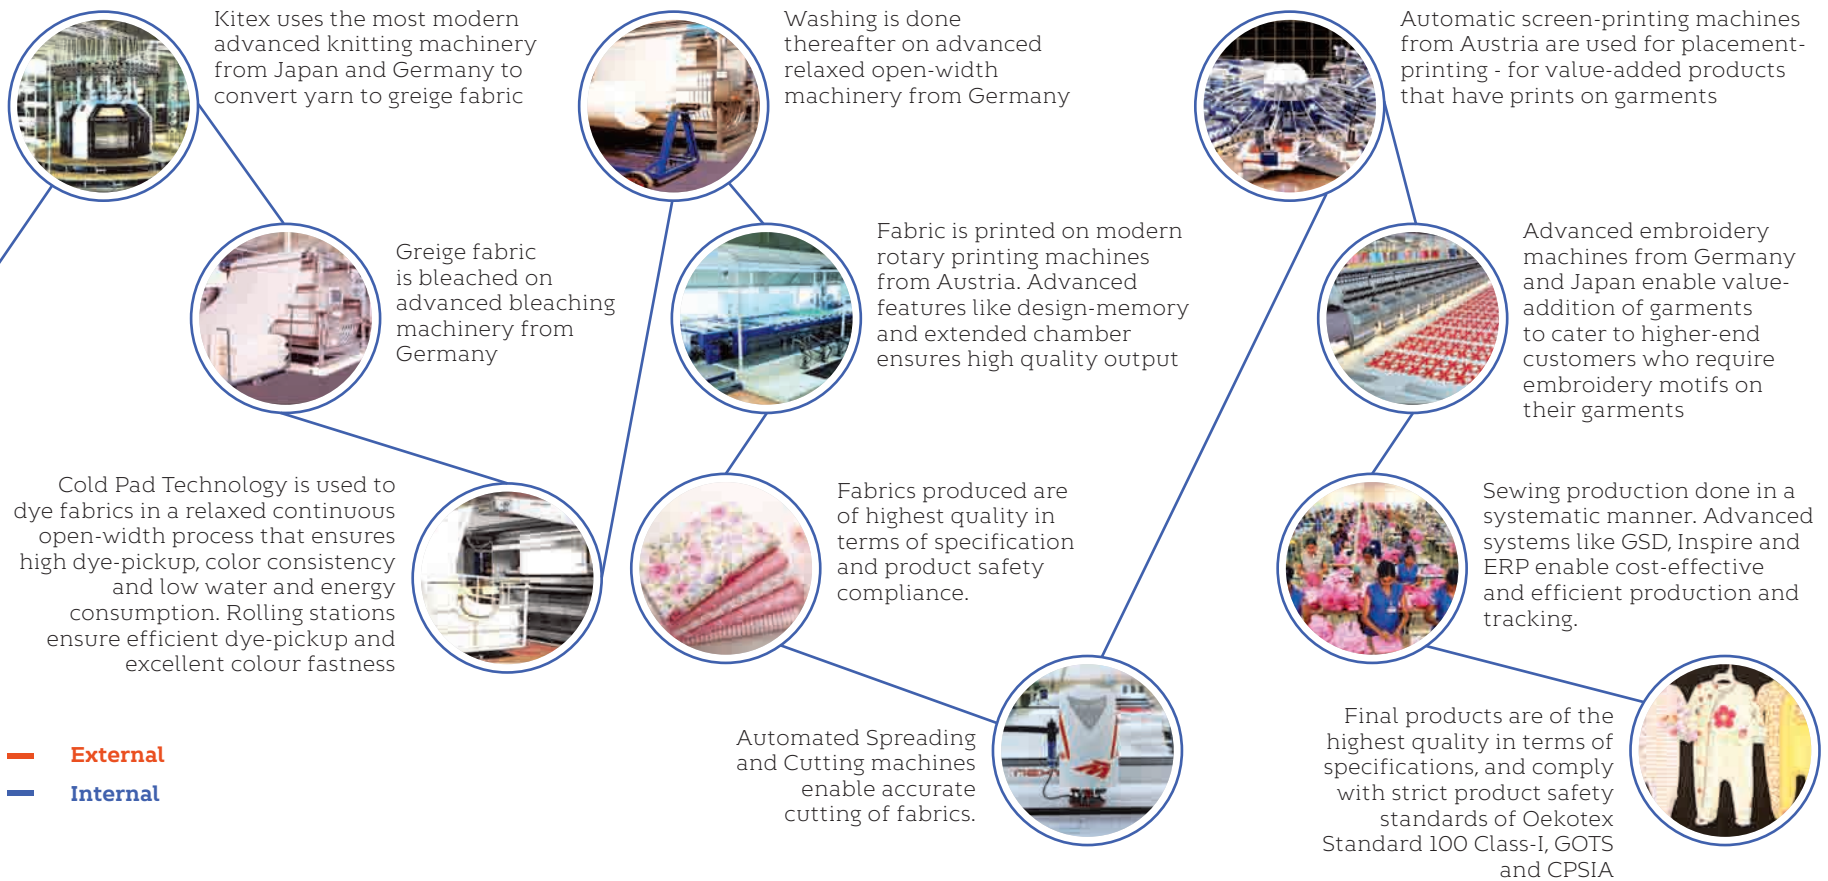 Kitex uses the most modern
advanced knitting machinery
from Japan and Germany to
convert yarn to greige fabric
Greige fabric
is bleached on
advanced bleaching
machinery from
Germany
Cold Pad Technology is used to
dye fabrics in a relaxed continuous
open-width process that ensures
high dye-pickup, color consistency
and low water and energy
consumption. Rolling stations
ensure efficient dye-pickup and
excellent colour fastness
Washing is done
thereafter on advanced
relaxed open-width
machinery from Germany
Fabric is printed on modern
rotary printing machines
from Austria. Advanced
features like design-memory
and extended chamber
ensures high quality output
Fabrics produced are
of highest quality in
terms of specification
and product safety
compliance.
Automated Spreading
and Cutting machines
enable accurate
cutting of fabrics.
Automatic screen-printing machines
from Austria are used for placement-
printing - for value-added products
that have prints on garments
Advanced embroidery
machines from Germany
and Japan enable value-
addition of garments
to cater to higher-end
customers who require
embroidery motifs on
their garments
Sewing production done in a
systematic manner. Advanced
systems like GSD, Inspire and
ERP enable cost-effective
and efficient production and
tracking.
Final products are of the
highest quality in terms of
specifications, and comply
with strict product safety
standards of Oekotex
Standard 100 Class-I, GOTS
and CPSIA
External
Internal